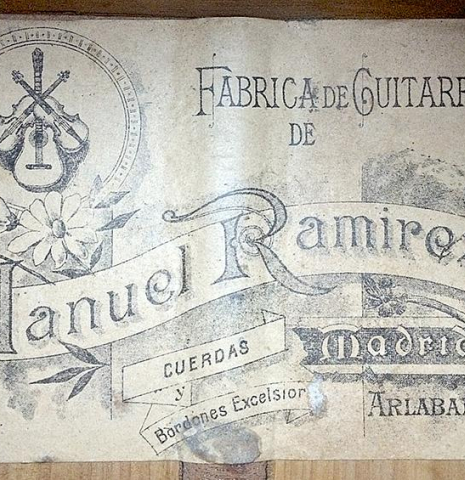 FABRICA DE GUITARR
DE
Manuel Ramirez
CUERDAS
y
Bordones Excelsior
Madrid
ARLABAN